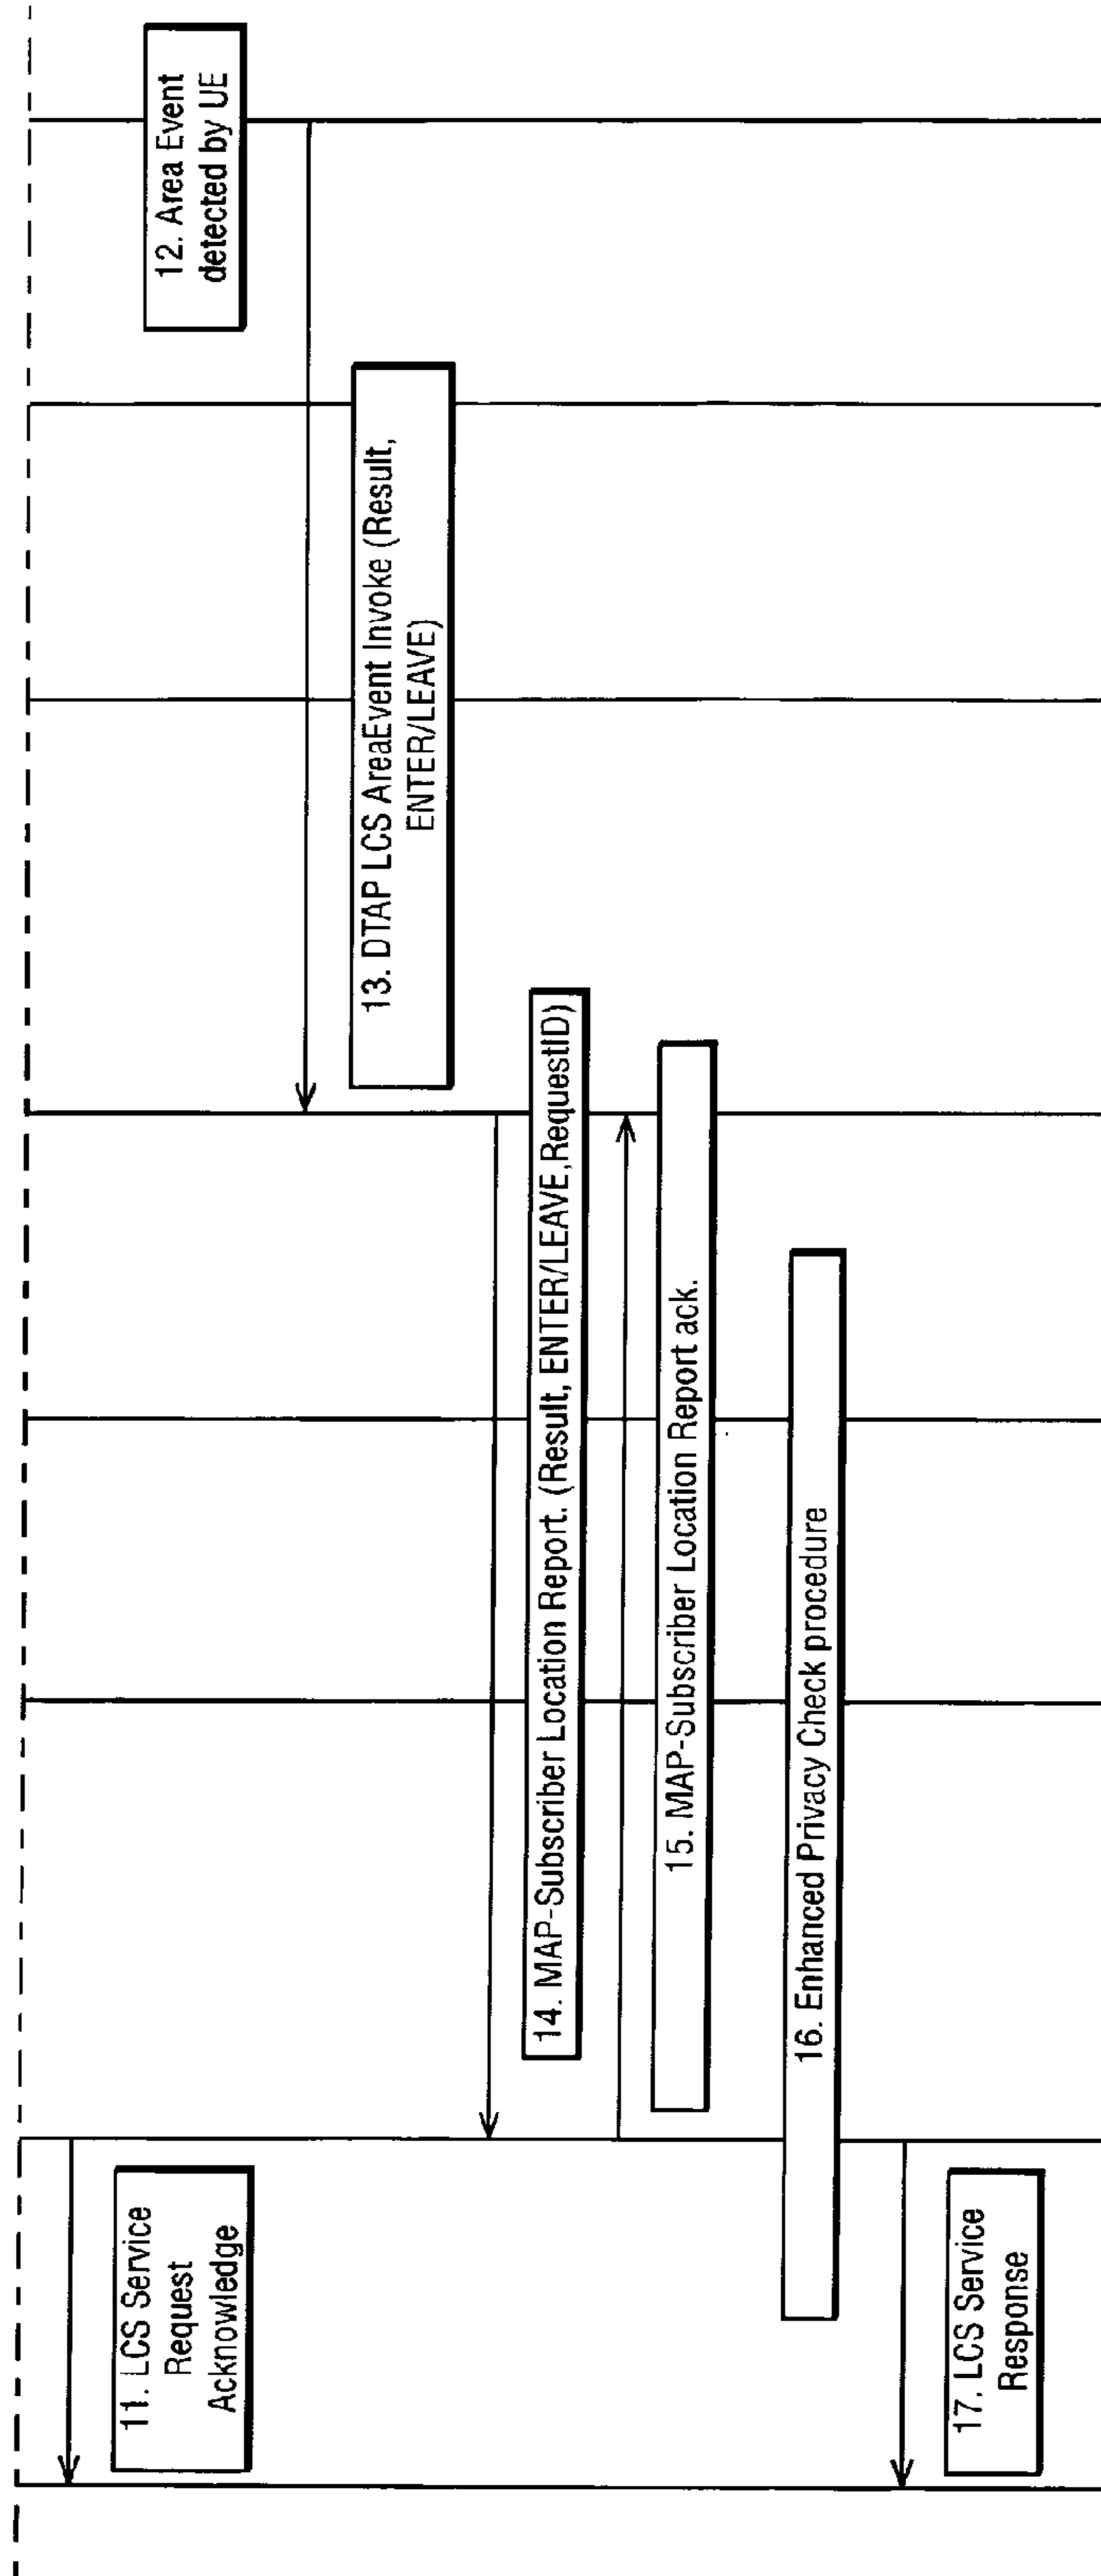 11. LCS Service
Request
Acknowledge
12. Area Event
detected by UE
13. DTAP LCS AreaEvent Invoke (Result,
ENTER/LEAVE)
14. MAP-Subscriber Location Report. (Result, ENTER/LEAVE,RequestID)
15. MAP-Subscriber Location Report ack.
16. Enhanced Privacy Check procedure
17. LCS Service
Response